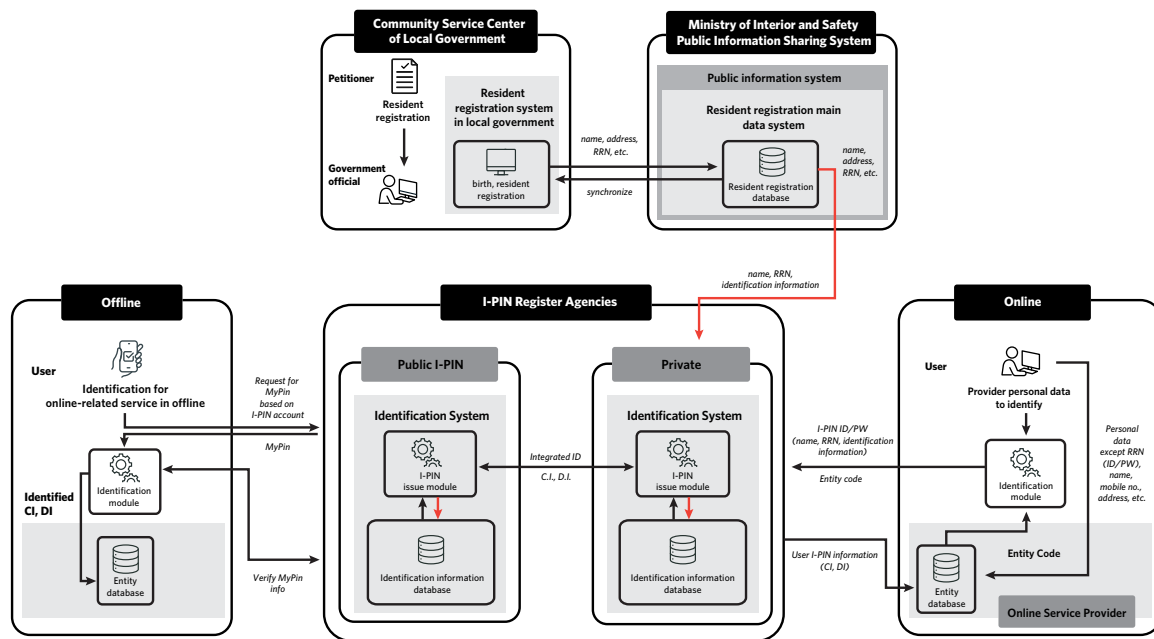 Community Service Center
of Local Government
Petitioner
Resident
registration
Government
official
Resident
registration system
in local government
birth, resident
registration
name, address,
RRN, etc.
synchronize
Ministry of Interior and Safety
Public Information Sharing System
Public information system
Resident registration main
data system
Resident registration
database
name,
address,
RRN, etc.
name, RRN,
identification information
Offline
User
Identification for
online-related service in offline
Identification
module
Identified
CI, DI
Entity
database
Request for
MyPin
based on
I-PIN account
MyPin
Verify MyPin
info
I-PIN Register Agencies
Public I-PIN
Identification System
I-PIN
issue module
Identification information
database
Integrated ID
C.I., D.I.
Private
Identification System
I-PIN
issue module
Identification information
database
I-PIN ID/PW
(name, RRN, identification
information)
Entity code
User I-PIN information
(CI, DI)
Online
User
Provider personal data
to identify
Identification
module
Personal
data
except RRN
(ID/PW),
name,
mobile no.,
address, etc.
Entity Code
Entity
database
Online Service Provider